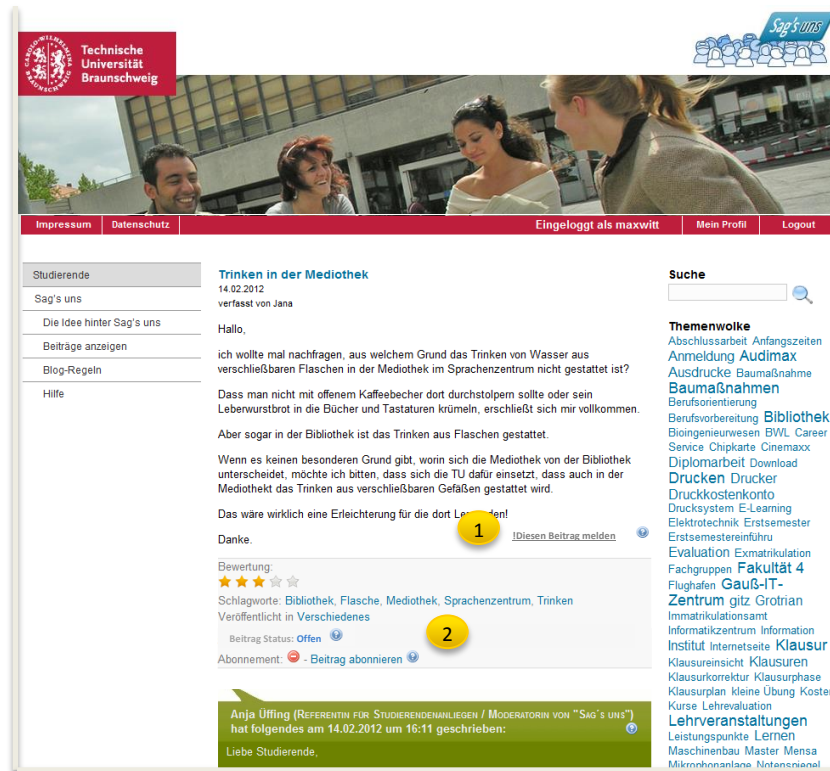 Sag's uns
Technische
Universität
Braunschweig
Impressum
Datenschutz
Eingeloggt als maxwitt
Mein Profil
Logout
Studierende
Sag's uns
Die Idee hinter Sag's uns
Beiträge anzeigen
Blog-Regeln
Hilfe
Trinken in der Mediothek
14.02.2012
verfasst von Jana
Hallo,
ich wollte mal nachfragen, aus welchem Grund das Trinken von Wasser aus
verschließbaren Flaschen in der Mediothek im Sprachenzentrum nicht gestattet ist?
Dass man nicht mit offenem Kaffeebecher dort durchstolpern sollte oder sein
Leberwurstbrot in die Bücher und Tastaturen krümeln, erschließt sich mir vollkommen.
Aber sogar in der Bibliothek ist das Trinken aus Flaschen gestattet.
Wenn es keinen besonderen Grund gibt, worin sich die Mediothek von der Bibliothek
unterscheidet, möchte ich bitten, dass sich die TU dafür einsetzt, dass auch in der
Mediothekt das Trinken aus verschließbaren Gefäßen gestattet wird.
Das wäre wirklich eine Erleichterung für die dort
Danke.
1
!Diesen Beitrag melden
Bewertung:
Schlagworte: Bibliothek, Flasche, Mediothek, Sprachenzentrum, Trinken
Veröffentlicht in Verschiedenes
Beitrag Status: Offen
2
Abonnement: - Beitrag abonnieren
Anja Üffing (Referentin für Studierendenanliegen / Moderatorin von "Sag´s uns")
hat folgendes am 14.02.2012 um 16:11 geschrieben:
Liebe Studierende,
Suche
Themenwolke
Abschlussarbeit Anfangszeiten
Anmeldung Audimax
Ausdrucke Baumaßnahme
Baumaßnahmen
Berufsorientierung
Berufsvorbereitung Bibliothek
Bioingenieurwesen BWL Career
Service Chipkarte Cinemaxx
Diplomarbeit Download
Drucken Drucker
Druckkostenkonto
Drucksystem E-Learning
Elektrotechnik Erstsemester
Erstsemestereinführu
Evaluation Exmatrikulation
Fachgruppen Fakultät 4
Flughafen Gauß-IT-
Zentrum gitz Grotrian
Immatrikulationsamt
Informatikzentrum Information
Institut Internetseite Klausur
Klausureinsicht Klausuren
Klausurkorrektur Klausurphase
Klausurplan kleine Übung Kosten
Kurse Lehrevaluation
Lehrveranstaltungen
Leistungspunkte Lernen
Maschinenbau Master Mensa
Mikrophonanlage Notenspiegel